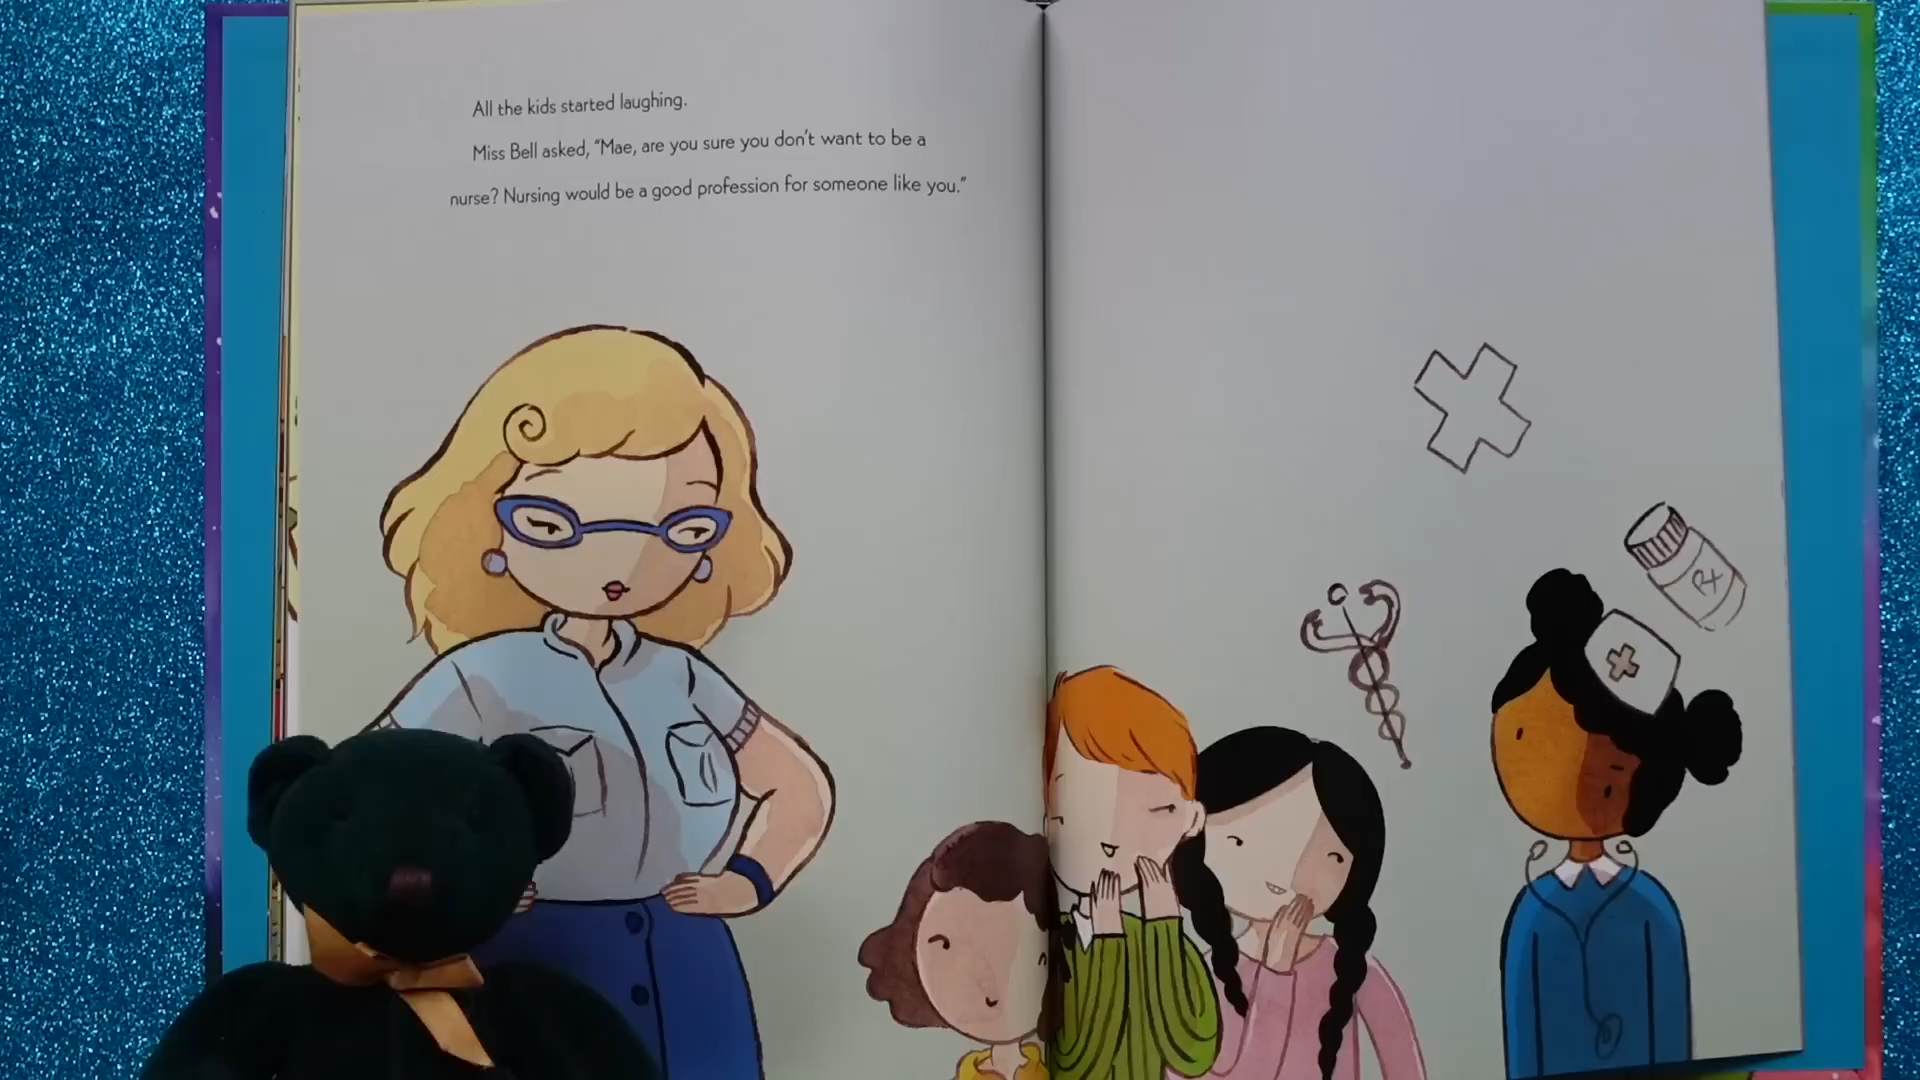 All the kids started laughing.
Miss Bell asked, “Mae, are you sure you don’t want to be a
nurse? Nursing would be a good profession for someone like you.”
Rx